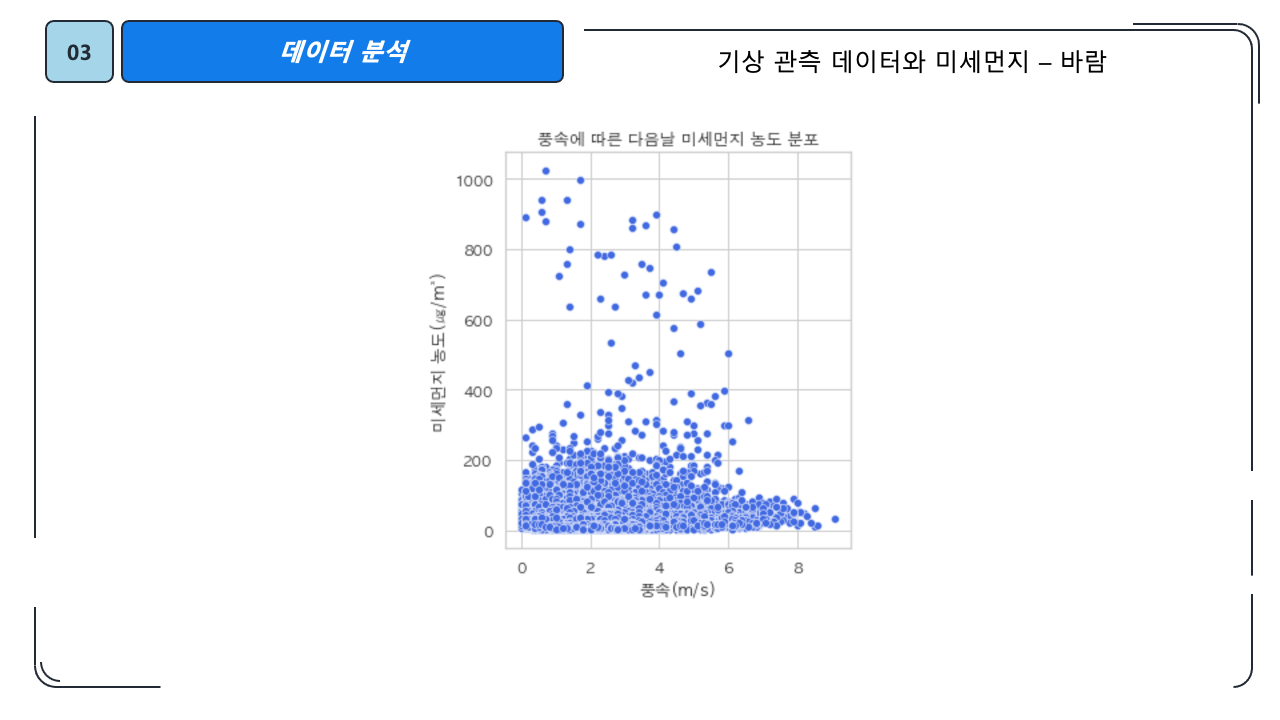 03
데이터 분석
기상 관측 데이터와 미세먼지 – 바람
풍속에 따른 다음날 미세먼지 농도 분포
미세먼지 농도(㎍/m³)
1000
800
600
400
200
0
0 2 4 6 8
풍속(m/s)